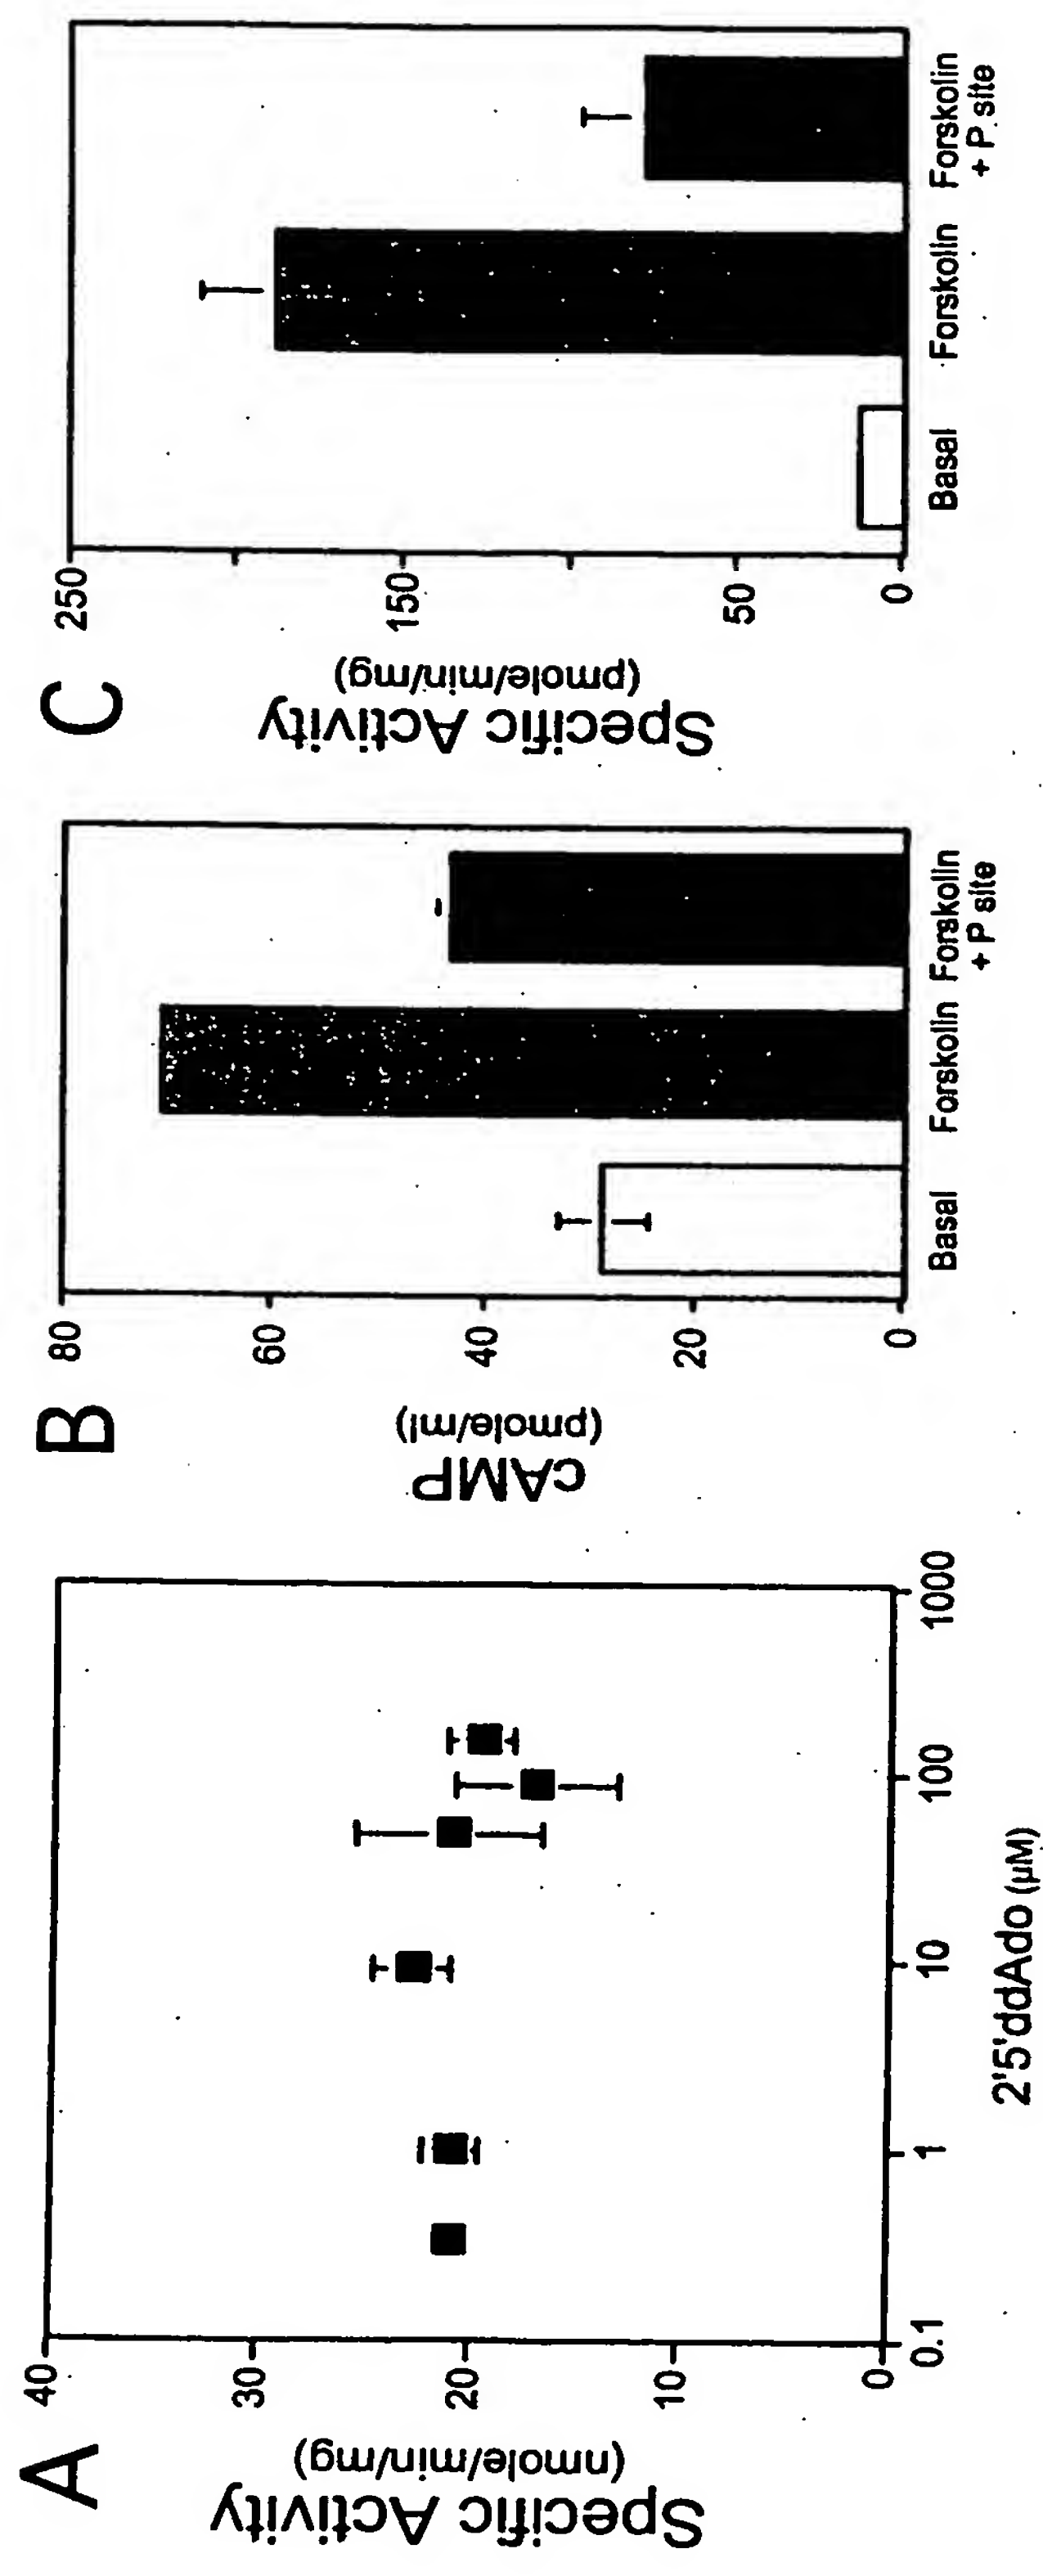 A
Specific Activity
(nmole/min/mg)
40
30
20
10
0
0.1
1
10
100
1000
2'5'ddAdo (µM)
B
cAMP
(pmole/ml)
80
60
40
20
0
Basal
Forskolin
Forskolin
+ P site
C
Specific Activity
(pmole/min/mg)
250
150
50
0
Basal
Forskolin
Forskolin
+ P site